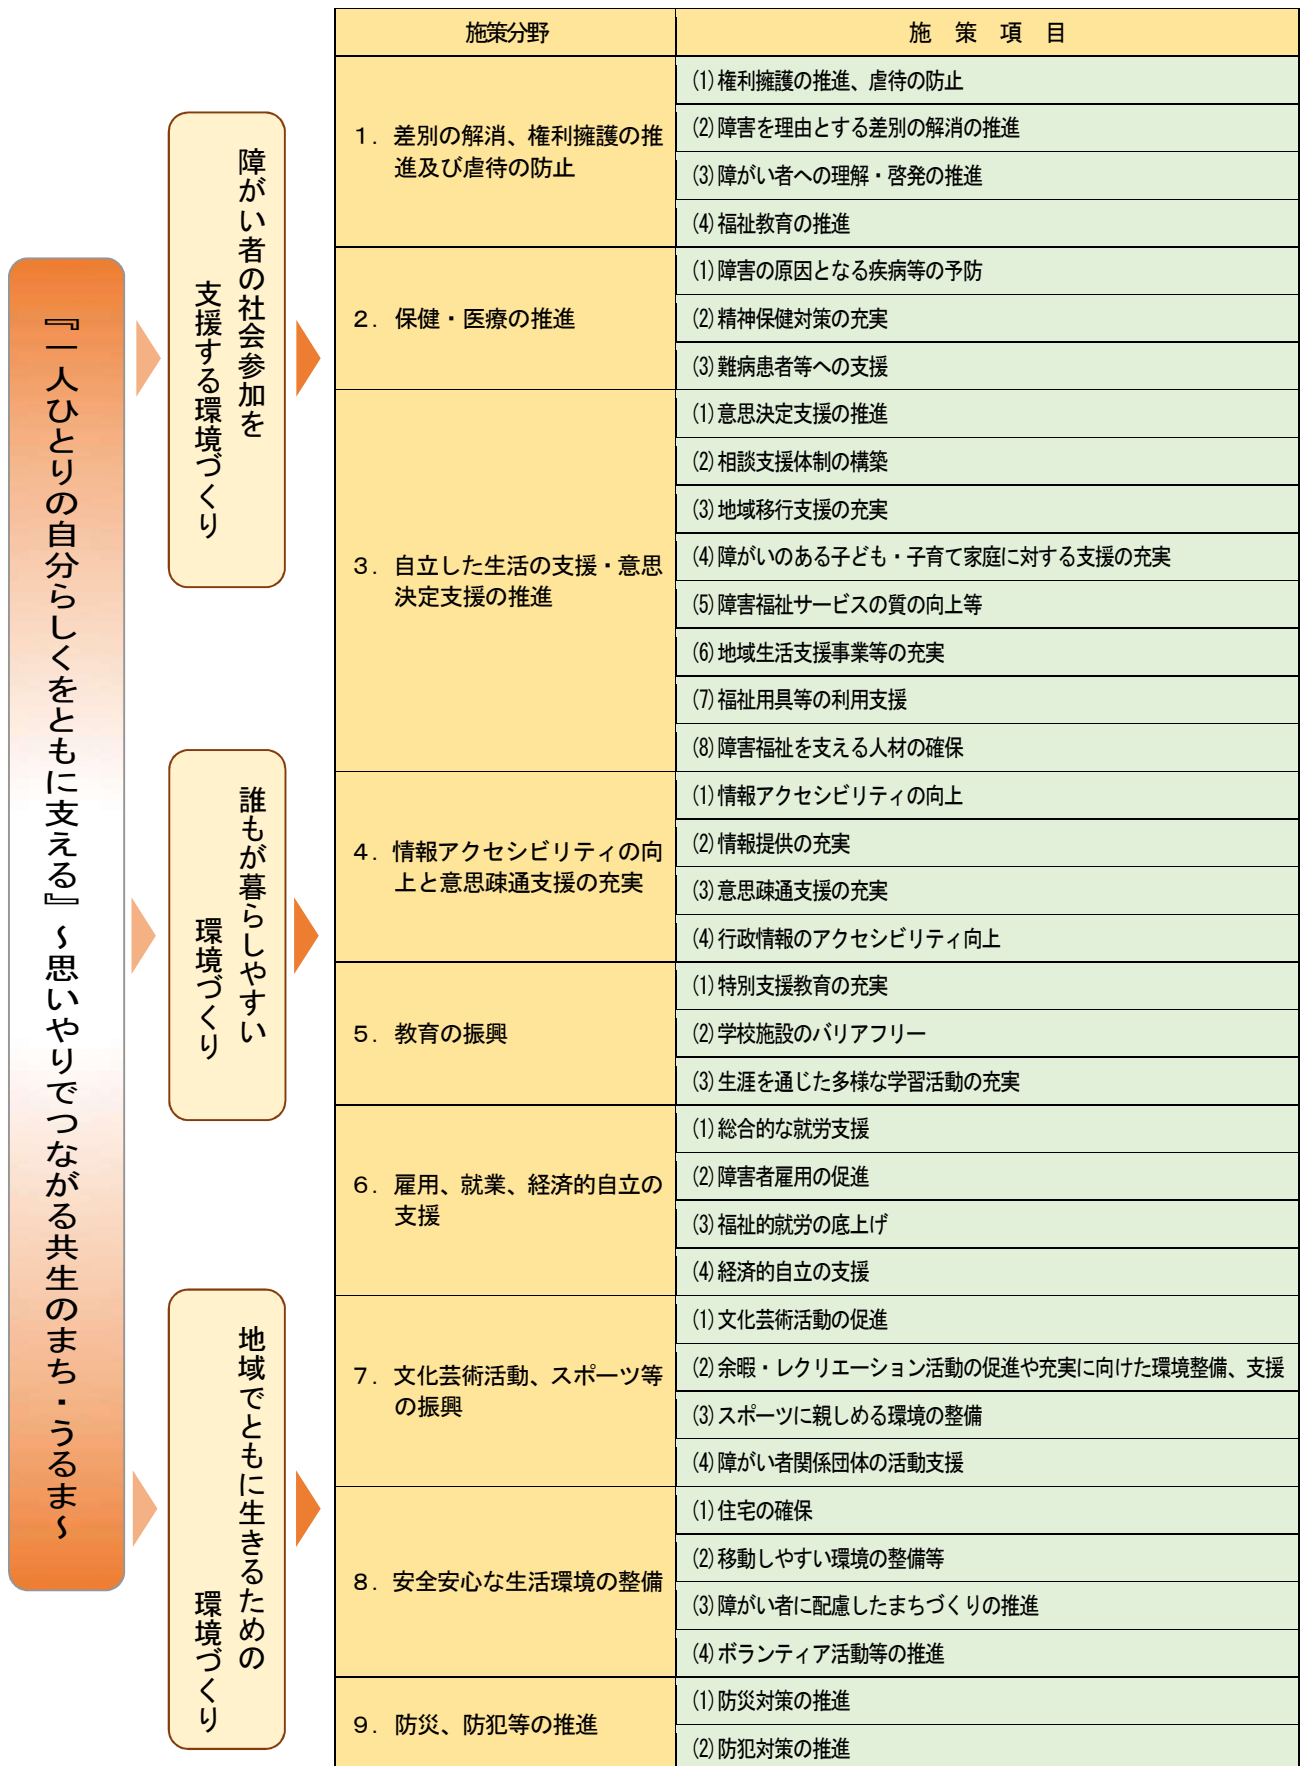 『一人ひとりの自分らしくをともに支える』～思いやりでつながる共生のまち・うるま～
障がい者の社会参加を
支援する環境づくり
誰もが暮らしやすい
環境づくり
地域でともに生きるための
環境づくり
施策分野
施　策　項　目
１．差別の解消、権利擁護の推
進及び虐待の防止
(1)権利擁護の推進、虐待の防止
(2)障害を理由とする差別の解消の推進
(3)障がい者への理解・啓発の推進
(4)福祉教育の推進
２．保健・医療の推進
(1)障害の原因となる疾病等の予防
(2)精神保健対策の充実
(3)難病患者等への支援
３．自立した生活の支援・意思
決定支援の推進
(1)意思決定支援の推進
(2)相談支援体制の構築
(3)地域移行支援の充実
(4)障がいのある子ども・子育て家庭に対する支援の充実
(5)障害福祉サービスの質の向上等
(6)地域生活支援事業等の充実
(7)福祉用具等の利用支援
(8)障害福祉を支える人材の確保
４．情報アクセシビリティの向
上と意思疎通支援の充実
(1)情報アクセシビリティの向上
(2)情報提供の充実
(3)意思疎通支援の充実
(4)行政情報のアクセシビリティ向上
５．教育の振興
(1)特別支援教育の充実
(2)学校施設のバリアフリー
(3)生涯を通じた多様な学習活動の充実
６．雇用、就業、経済的自立の
支援
(1)総合的な就労支援
(2)障害者雇用の促進
(3)福祉的就労の底上げ
(4)経済的自立の支援
７．文化芸術活動、スポーツ等
の振興
(1)文化芸術活動の促進
(2)余暇・レクリエーション活動の促進や充実に向けた環境整備、支援
(3)スポーツに親しめる環境の整備
(4)障がい者関係団体の活動支援
８．安全安心な生活環境の整備
(1)住宅の確保
(2)移動しやすい環境の整備等
(3)障がい者に配慮したまちづくりの推進
(4)ボランティア活動等の推進
９．防災、防犯等の推進
(1)防災対策の推進
(2)防犯対策の推進